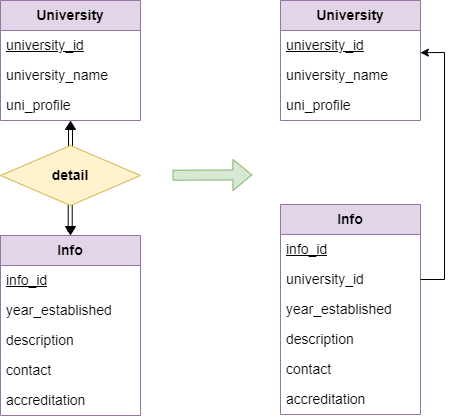 University
university_id
university_name
uni_profile
detail
Info
info_id
year_established
description
contact
accreditation
University
university_id
university_name
uni_profile
Info
info_id
university_id
year_established
description
contact
accreditation